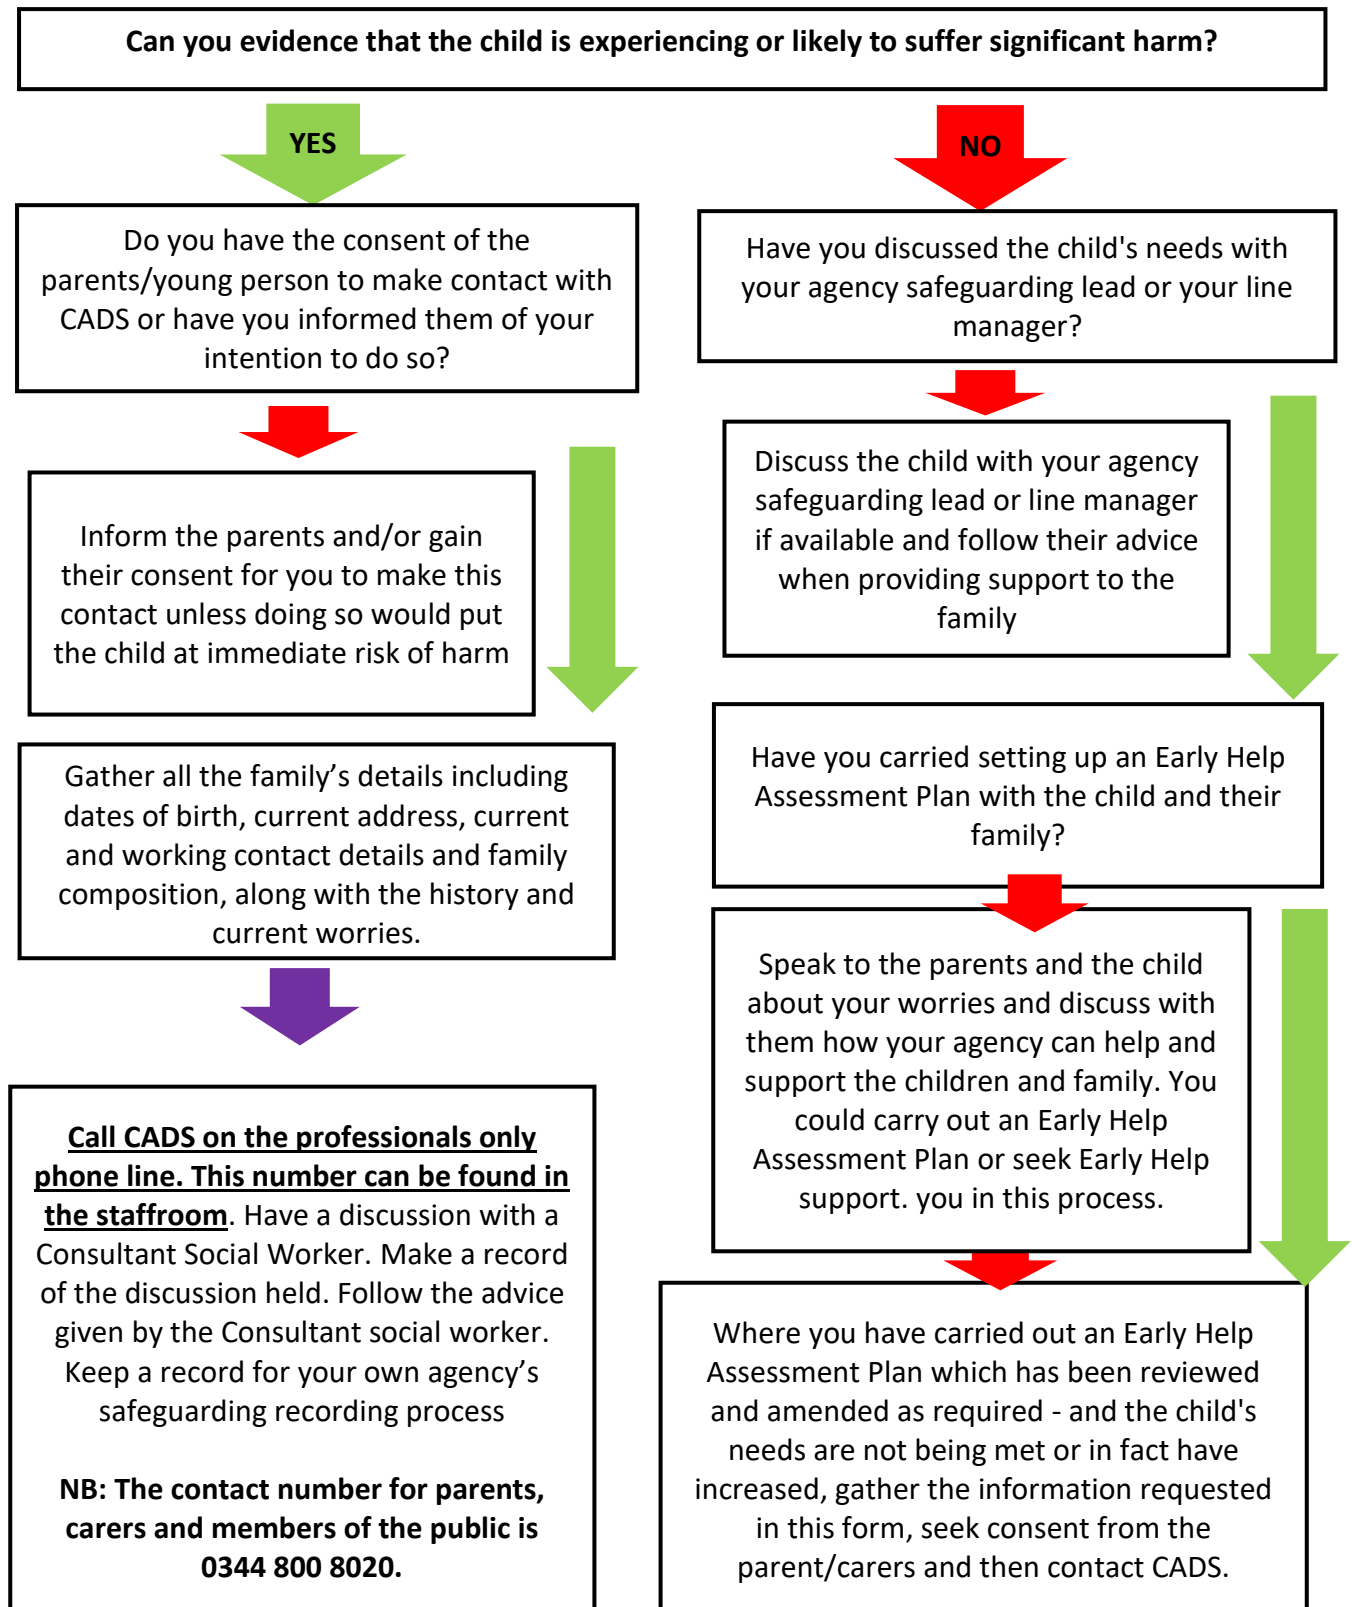 Can you evidence that the child is experiencing or likely to suffer significant harm?
YES
Do you have the consent of the
parents/young person to make contact with
CADS or have you informed them of your
intention to do so?
Inform the parents and/or gain
their consent for you to make this
contact unless doing so would put
the child at immediate risk of harm
Gather all the family’s details including
dates of birth, current address, current
and working contact details and family
composition, along with the history and
current worries.
Call CADS on the professionals only
phone line. This number can be found in
the staffroom. Have a discussion with a
Consultant Social Worker. Make a record
of the discussion held. Follow the advice
given by the Consultant social worker.
Keep a record for your own agency’s
safeguarding recording process
NB: The contact number for parents,
carers and members of the public is
0344 800 8020.
NO
Have you discussed the child's needs with
your agency safeguarding lead or your line
manager?
Discuss the child with your agency
safeguarding lead or line manager
if available and follow their advice
when providing support to the
family
Have you carried setting up an Early Help
Assessment Plan with the child and their
family?
Speak to the parents and the child
about your worries and discuss with
them how your agency can help and
support the children and family. You
could carry out an Early Help
Assessment Plan or seek Early Help
support. you in this process.
Where you have carried out an Early Help
Assessment Plan which has been reviewed
and amended as required - and the child's
needs are not being met or in fact have
increased, gather the information requested
in this form, seek consent from the
parent/carers and then contact CADS.